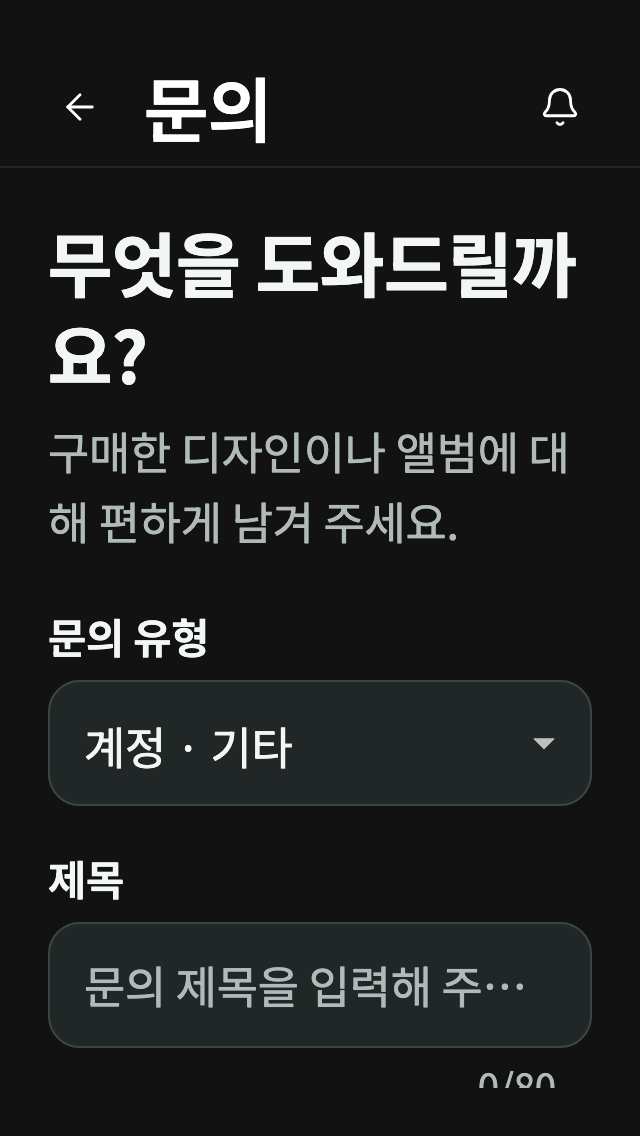 문의
무엇을 도와드릴까
요?
구매한 디자인이나 앨범에 대
해 편하게 남겨 주세요.
문의 유형
계정 · 기타
제목
문의 제목을 입력해 주…
0/80